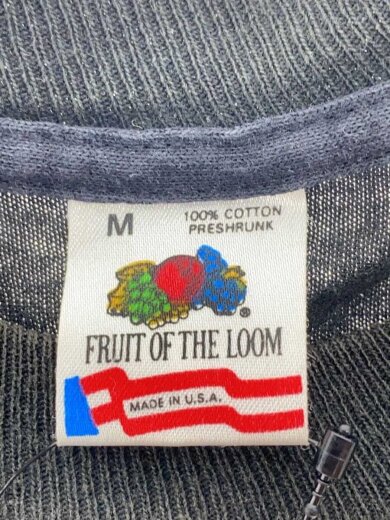 M
100% COTTON
PRESHRUNK
®
FRUIT OF THE LOOM
MADE IN U.S.A.